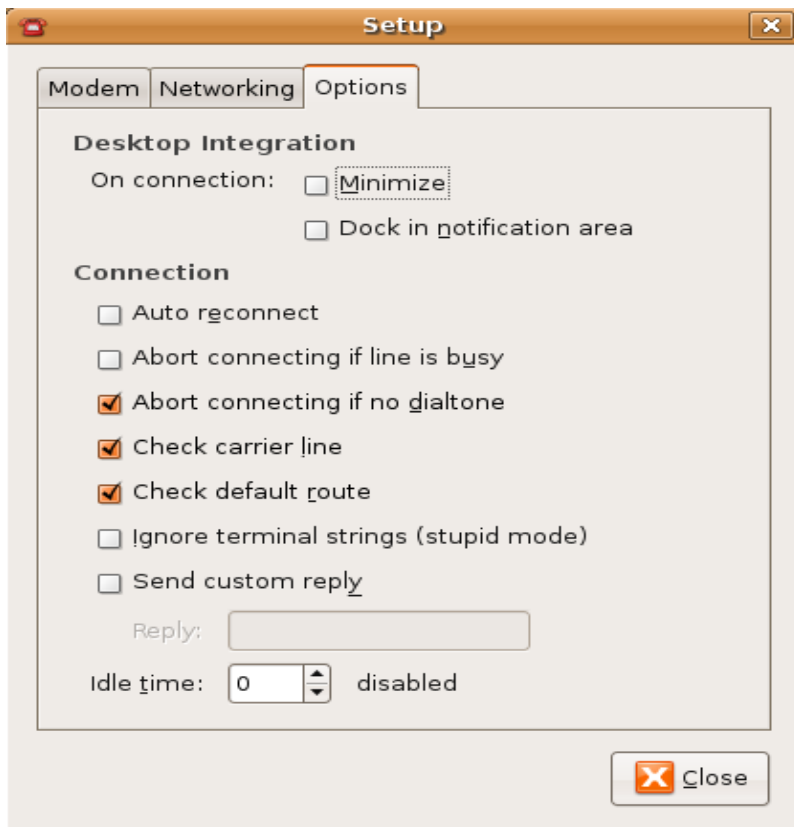 Setup
Modem Networking Options
Desktop Integration
On connection: Minimize
Dock in notification area
Connection
Auto reconnect
Abort connecting if line is busy
Abort connecting if no dialtone
Check carrier line
Check default route
Ignore terminal strings (stupid mode)
Send custom reply
Reply:
Idle time: 0 disabled
Close